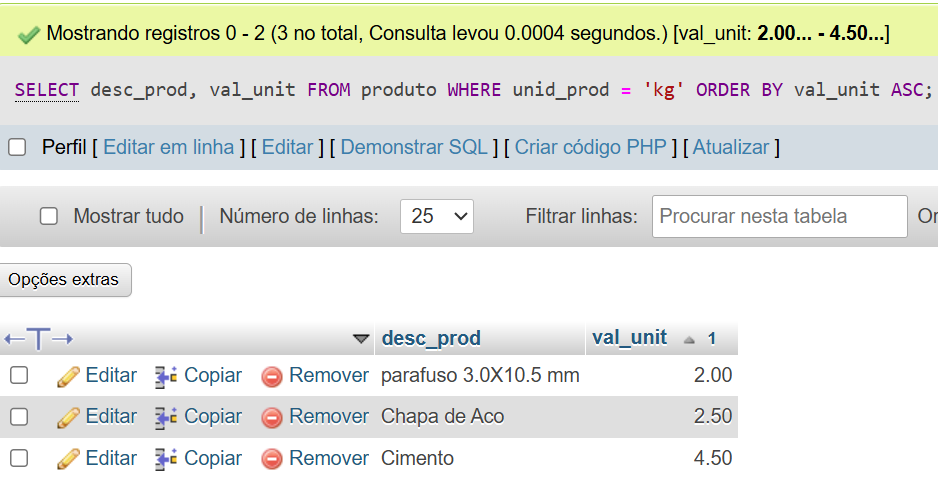 Mostrando registros 0 - 2 (3 no total, Consulta levou 0.0004 segundos.) [val_unit: 2.00... - 4.50...]
SELECT desc_prod, val_unit FROM produto WHERE unid_prod = 'kg' ORDER BY val_unit ASC;
Perfil [ Editar em linha ] [ Editar ] [ Demonstrar SQL ] [ Criar código PHP ] [ Atualizar ]
Mostrar tudo | Número de linhas: 25 Filtrar linhas: Procurar nesta tabela Or
Opções extras
desc_prod val_unit 1
Editar Copiar Remover parafuso 3.0X10.5 mm 2.00
Editar Copiar Remover Chapa de Aco 2.50
Editar Copiar Remover Cimento 4.50